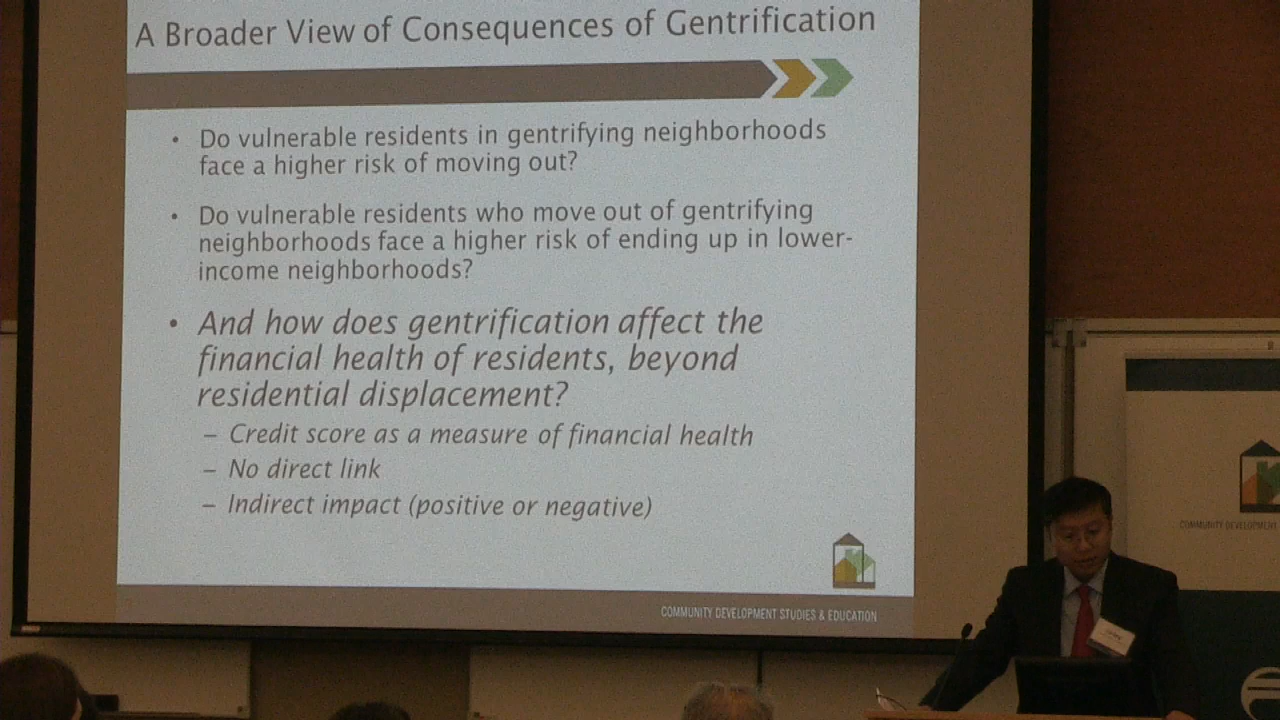 A Broader View of Consequences of Gentrification
• Do vulnerable residents in gentrifying neighborhoods
face a higher risk of moving out?
• Do vulnerable residents who move out of gentrifying
neighborhoods face a higher risk of ending up in lower-
income neighborhoods?
• And how does gentrification affect the
financial health of residents, beyond
residential displacement?
– Credit score as a measure of financial health
– No direct link
– Indirect impact (positive or negative)
COMMUNITY DEVELOPMENT STUDIES & EDUCATION
COMMUNITY DEVELOPMENT